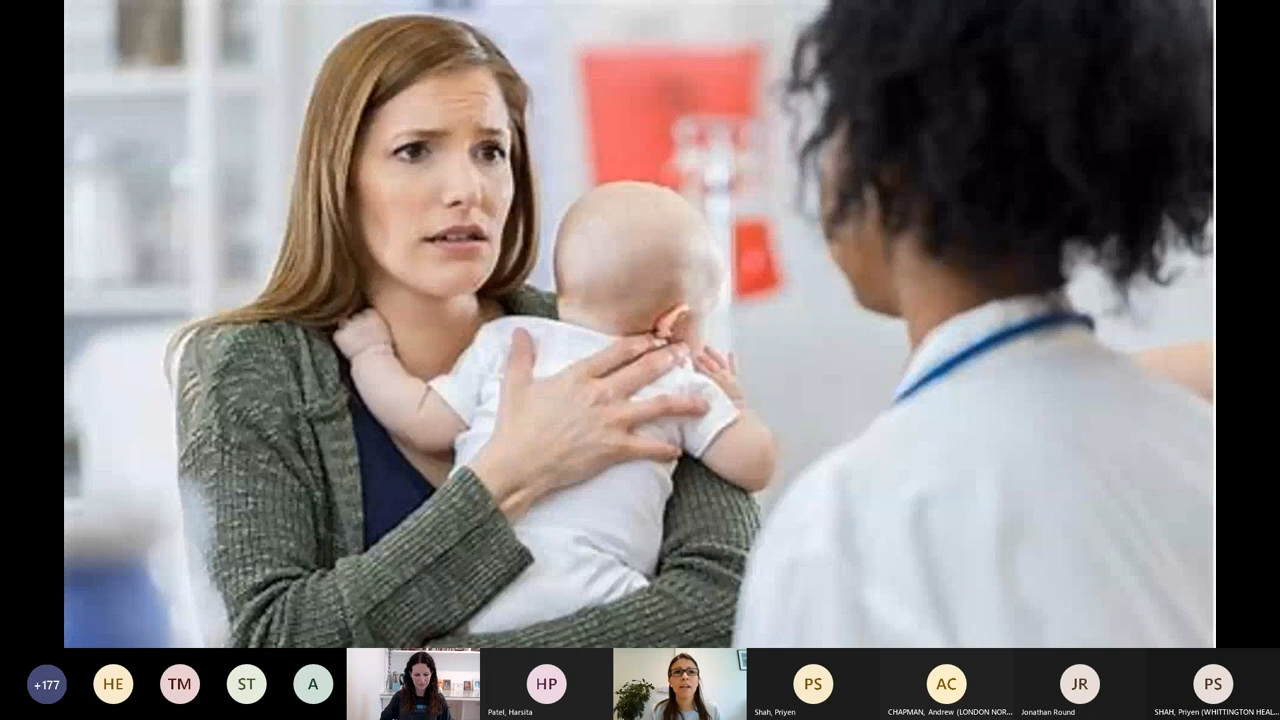 +177
HE
TM
ST
A
HP
Patel, Harsita
PS
Shah, Priyen
AC
CHAPMAN, Andrew (LONDON NOR...
JR
Jonathan Round
PS
SHAH, Priyen (WHITTINGTON HEAL...